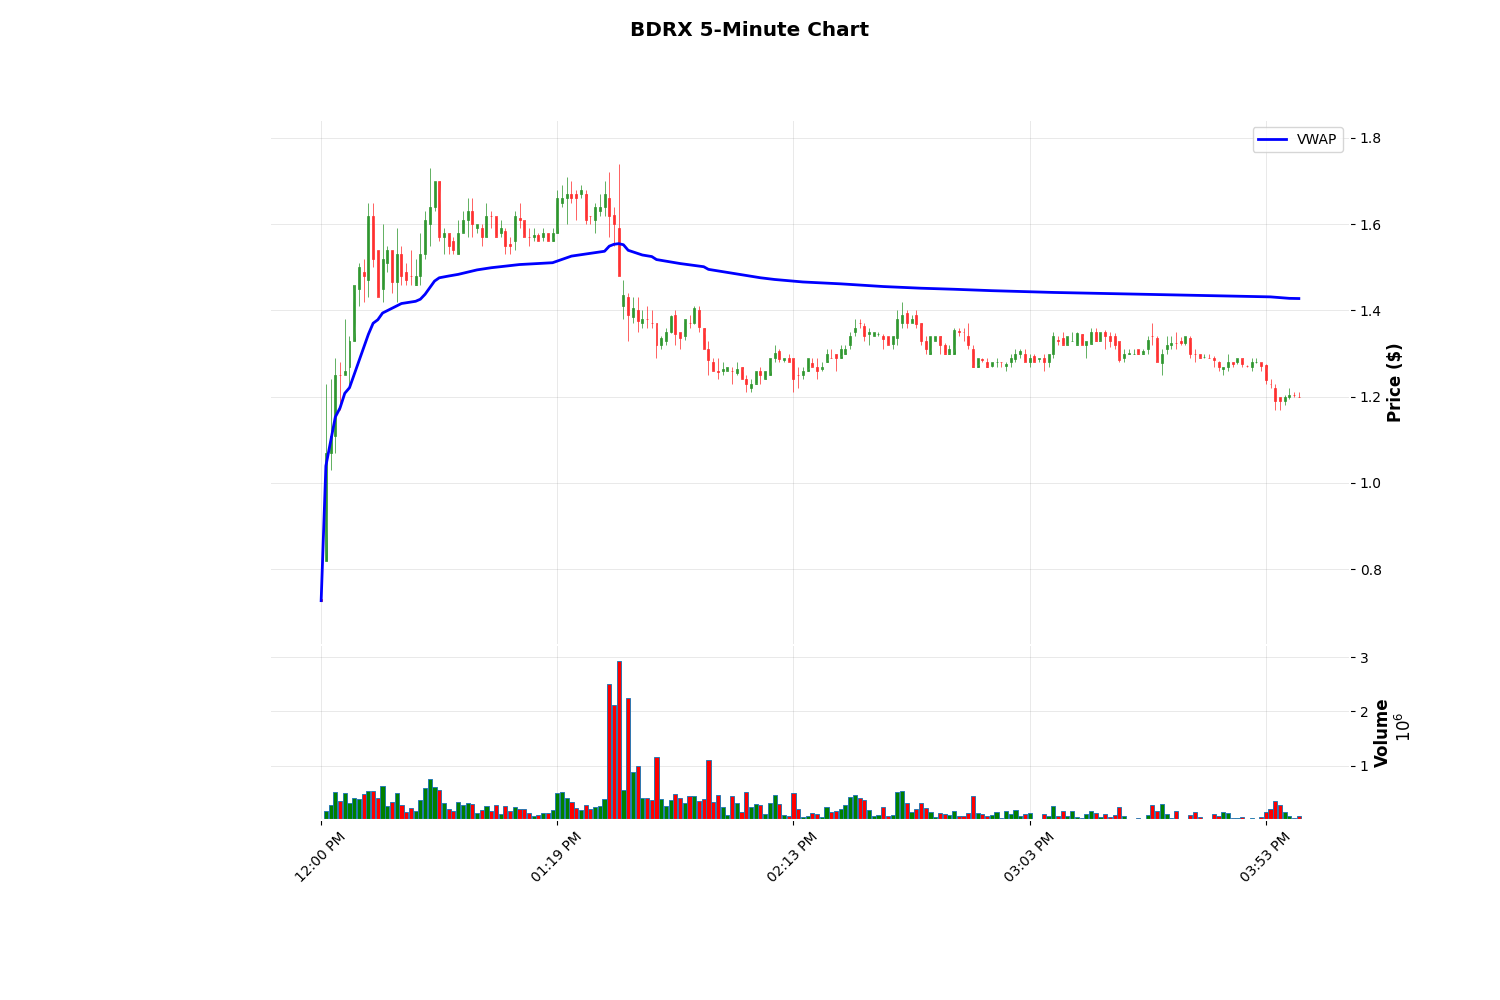 BDRX 5-Minute Chart
VWAP
1.8
1.6
1.4
1.2
1.0
0.8
Price ($)
3
2
1
Volume
10^6
12:00 PM
01:19 PM
02:13 PM
03:03 PM
03:53 PM